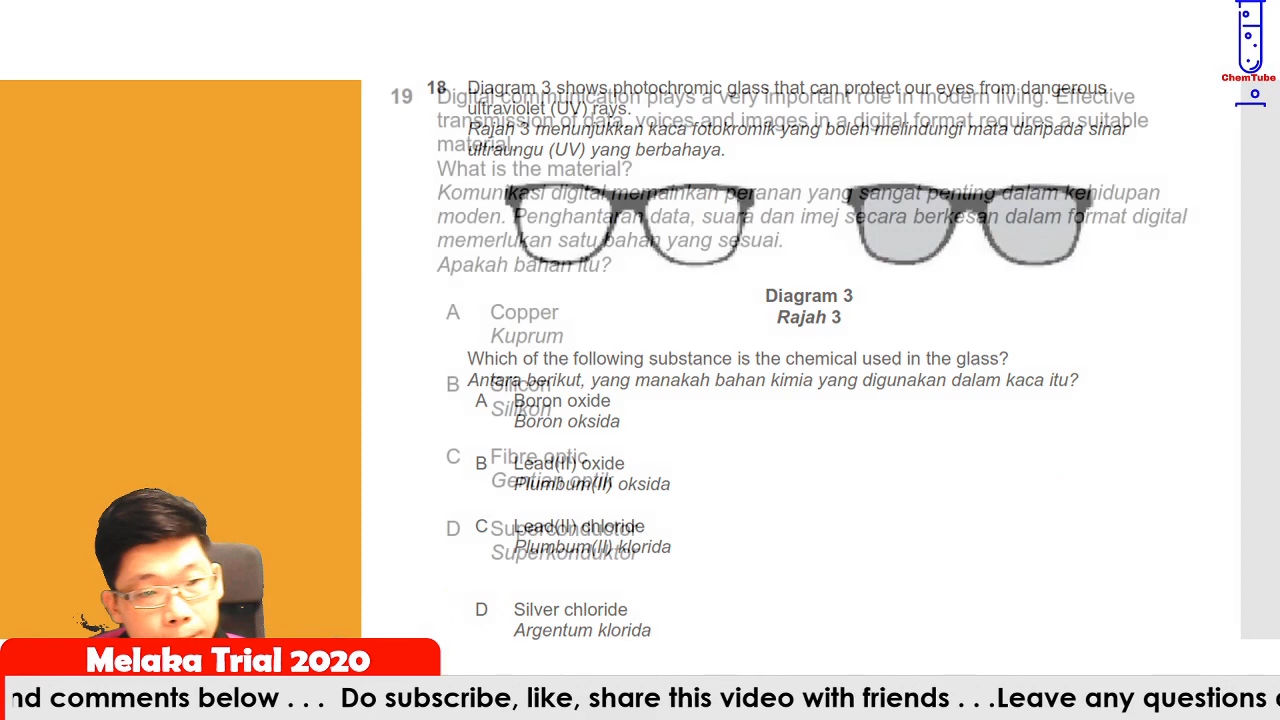 ChemTube
18 Diagram 3 shows photochromic glass that can protect our eyes from dangerous
ultraviolet (UV) rays.
Rajah 3 menunjukkan kaca fotokromik yang boleh melindungi mata daripada sinar
ultraungu (UV) yang berbahaya.
Diagram 3
Rajah 3
Which of the following substance is the chemical used in the glass?
Antara berikut, yang manakah bahan kimia yang digunakan dalam kaca itu?
A Boron oxide
Boron oksida
B Lead(II) oxide
Plumbum(II) oksida
C Lead(II) chloride
Plumbum(II) klorida
D Silver chloride
Argentum klorida
19 Digital communication plays a very important role in modern living. Effective
transmission of data, voices and images in a digital format requires a suitable
material.
What is the material?
Komunikasi digital memainkan peranan yang sangat penting dalam kehidupan
moden. Penghantaran data, suara dan imej secara berkesan dalam format digital
memerlukan satu bahan yang sesuai.
Apakah bahan itu?
A Copper
Kuprum
B Silicon
Silikon
C Fibre optic
Gentian optik
D Superconductor
Superkonduktor
Melaka Trial 2020
nd comments below . . . Do subscribe, like, share this video with friends . . .Leave any questions